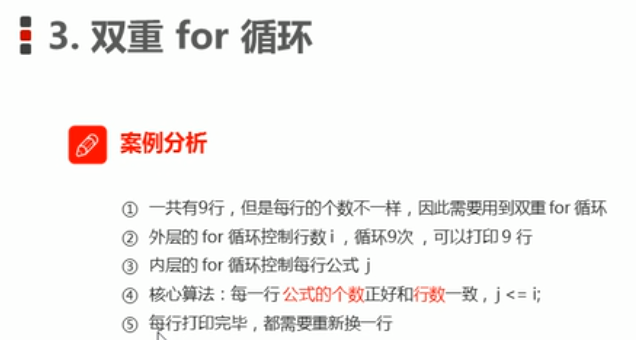 3. 双重 for 循环
案例分析
① 一共有9行，但是每行的个数不一样，因此需要用到双重 for 循环
② 外层的 for 循环控制行数 i ，循环9次 ，可以打印 9 行
③ 内层的 for 循环控制每行公式 j
④ 核心算法：每一行 公式的个数正好和行数一致，j <= i;
⑤ 每行打印完毕，都需要重新换一行